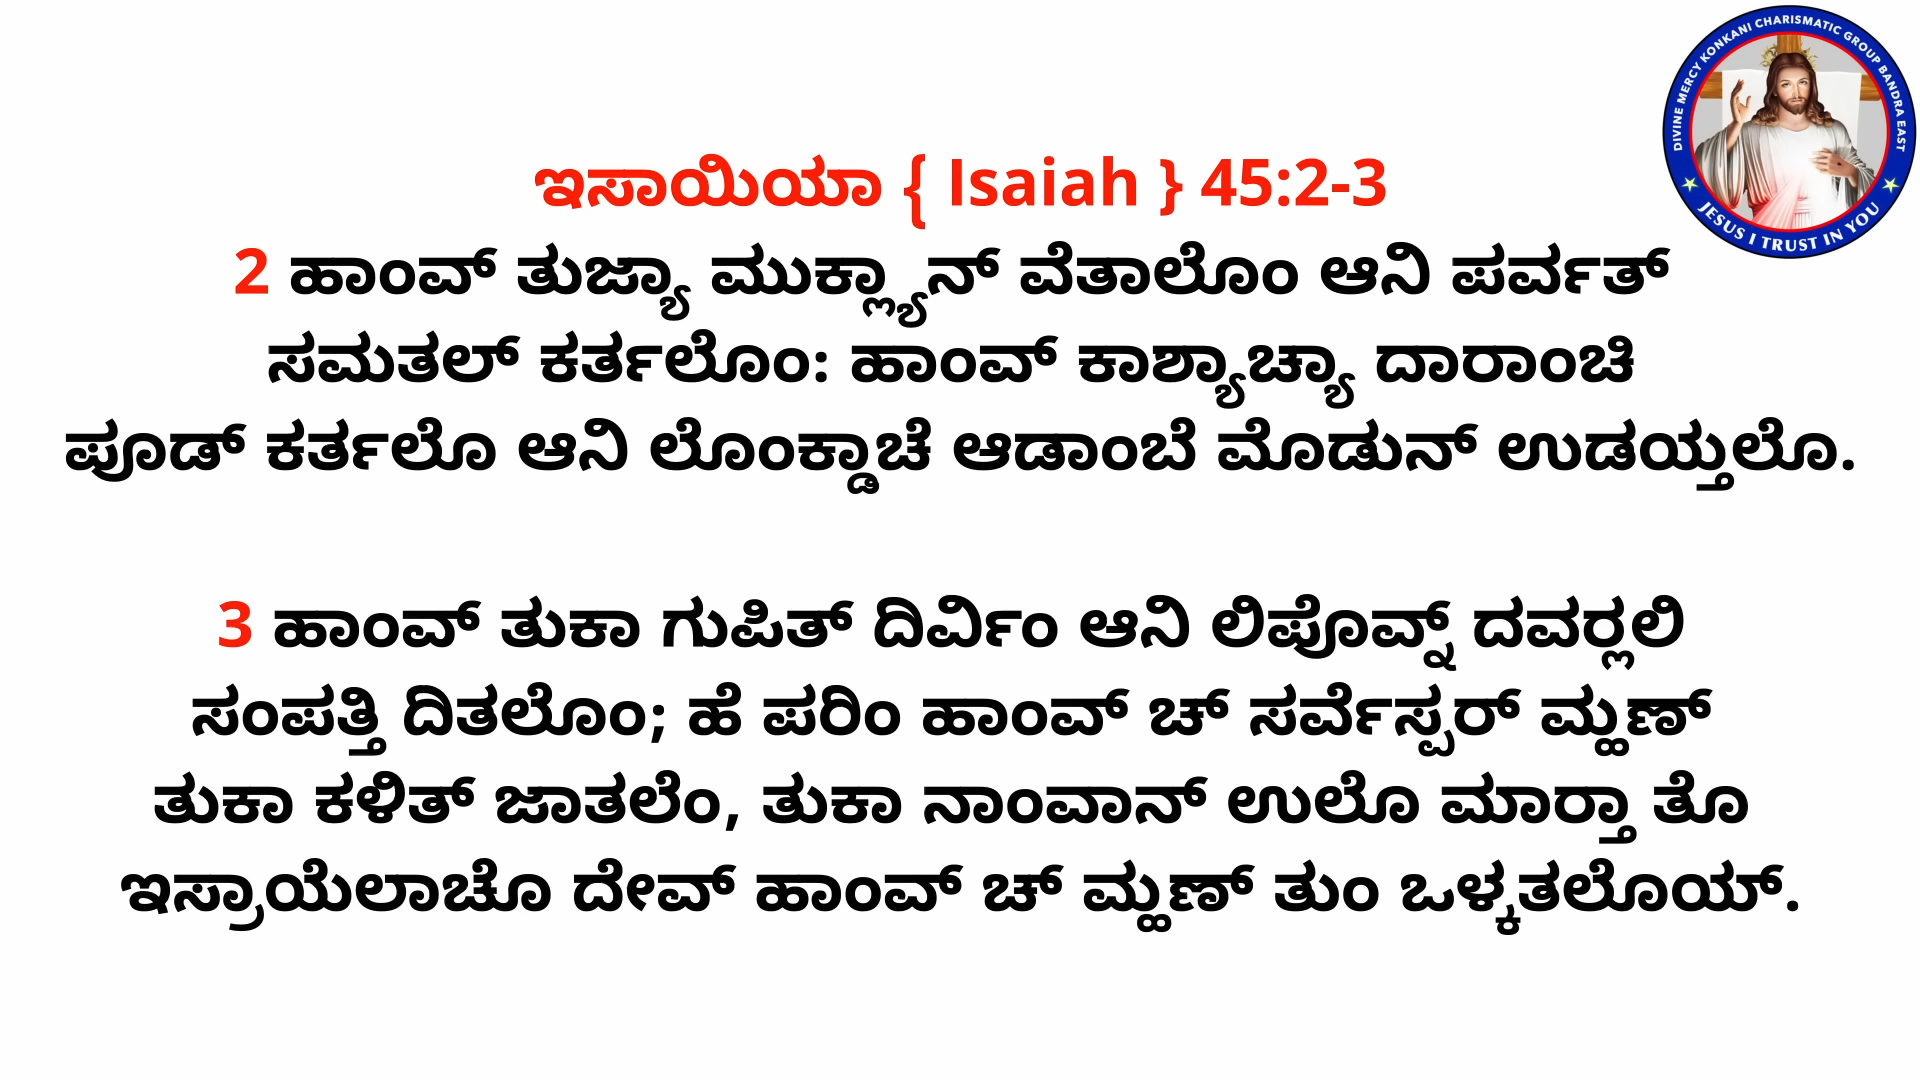 DIVINE MERCY KONKANI CHARISMATIC GROUP BANDRA EAST
JESUS I TRUST IN YOU
ಇಸಾಯಿಯಾ { Isaiah } 45:2-3
2 ಹಾಂವ್ ತುಜ್ಯಾ ಮುಕ್ಲ್ಯಾನ್ ವೆತಾಲೊಂ ಆನಿ ಪರ್ವತ್
ಸಮತಲ್ ಕರ್ತಲೊಂ: ಹಾಂವ್ ಕಾಶ್ಯಾಚ್ಯಾ ದಾರಾಂಚಿ
ಪೂಡ್ ಕರ್ತಲೊ ಆನಿ ಲೊಂಕ್ಡಾಚೆ ಆಡಾಂಬೆ ಮೊಡುನ್ ಉಡಯ್ತಲೊ.
3 ಹಾಂವ್ ತುಕಾ ಗುಪಿತ್ ದಿರ್ವಿಂ ಆನಿ ಲಿಪೊವ್ನ್ ದವರ‍್ಲಲಿ
ಸಂಪತ್ತಿ ದಿತಲೊಂ; ಹೆ ಪರಿಂ ಹಾಂವ್ ಚ್ ಸರ್ವೆಸ್ಪರ್ ಮ್ಹಣ್
ತುಕಾ ಕಳಿತ್ ಜಾತಲೆಂ, ತುಕಾ ನಾಂವಾನ್ ಉಲೊ ಮಾರ‍್ತಾ ತೊ
ಇಸ್ರಾಯೆಲಾಚೊ ದೇವ್ ಹಾಂವ್ ಚ್ ಮ್ಹಣ್ ತುಂ ಒಳ್ಕತಲೊಯ್.